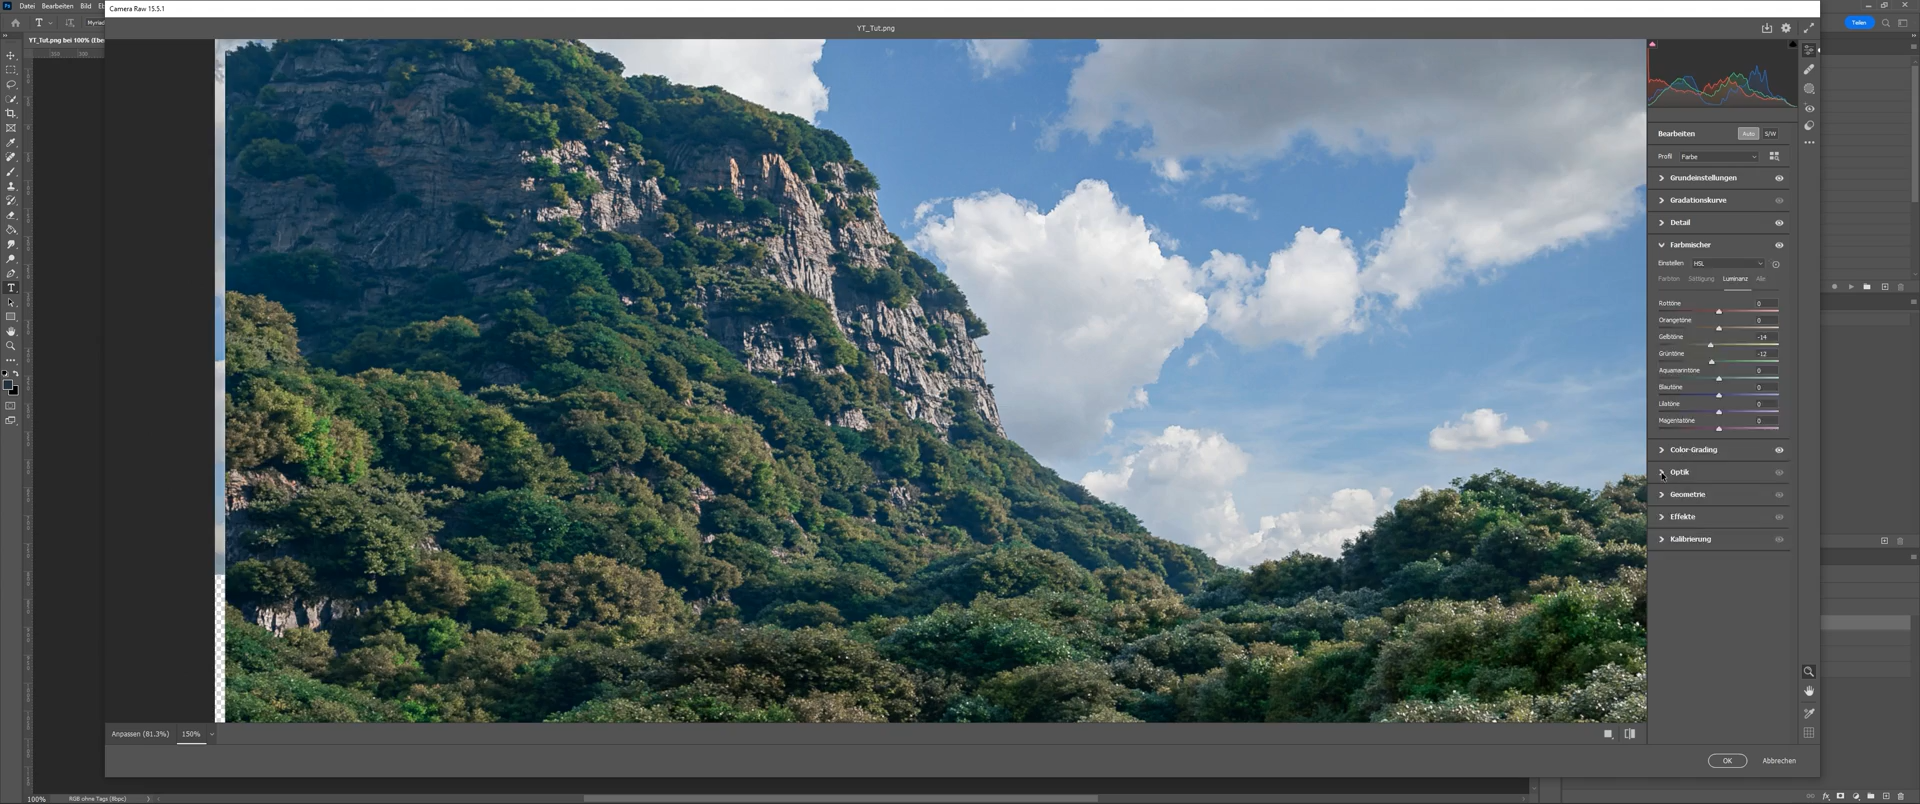 Camera Raw 15.5.1
Datei Bearbeiten Bild
YT_Tut.png
Teilen
YT_Tut.png bei 100% (Ebe
Bearbeiten Auto S/W
Profil Farbe
Grundeinstellungen
Gradationskurve
Detail
Farbmischer
Einstellen HSL
Farbton Sättigung Luminanz Alle
Rottöne 0
Orangetöne 0
Gelbtöne -14
Grüntöne -12
Aquamarintöne 0
Blautöne 0
Lilatöne 0
Magentatöne 0
Color-Grading
Optik
Geometrie
Effekte
Kalibrierung
Anpassen (81.3%) 150%
OK Abbrechen
100% RGB ohne Tags (8bpc)